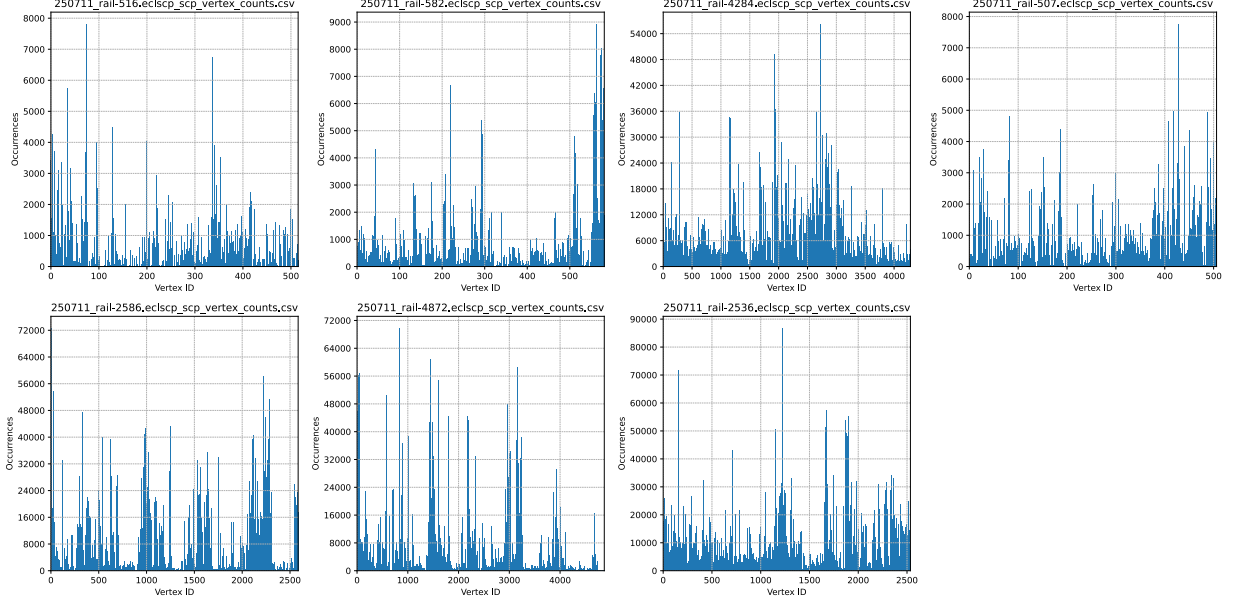 250711_rail-516.eclscp_scp_vertex_counts.csv
Occurrences
8000
7000
6000
5000
4000
3000
2000
1000
0
0 100 200 300 400 500
Vertex ID
250711_rail-582.eclscp_scp_vertex_counts.csv
Occurrences
9000
8000
7000
6000
5000
4000
3000
2000
1000
0
0 100 200 300 400 500
Vertex ID
250711_rail-4284.eclscp_scp_vertex_counts.csv
Occurrences
54000
48000
42000
36000
30000
24000
18000
12000
6000
0
0 500 1000 1500 2000 2500 3000 3500 4000
Vertex ID
250711_rail-507.eclscp_scp_vertex_counts.csv
Occurrences
8000
7000
6000
5000
4000
3000
2000
1000
0
0 100 200 300 400 500
Vertex ID
250711_rail-2586.eclscp_scp_vertex_counts.csv
Occurrences
72000
64000
56000
48000
40000
32000
24000
16000
8000
0
0 500 1000 1500 2000 2500
Vertex ID
250711_rail-4872.eclscp_scp_vertex_counts.csv
Occurrences
72000
64000
56000
48000
40000
32000
24000
16000
8000
0
0 1000 2000 3000 4000
Vertex ID
250711_rail-2536.eclscp_scp_vertex_counts.csv
Occurrences
90000
80000
70000
60000
50000
40000
30000
20000
10000
0
0 500 1000 1500 2000 2500
Vertex ID